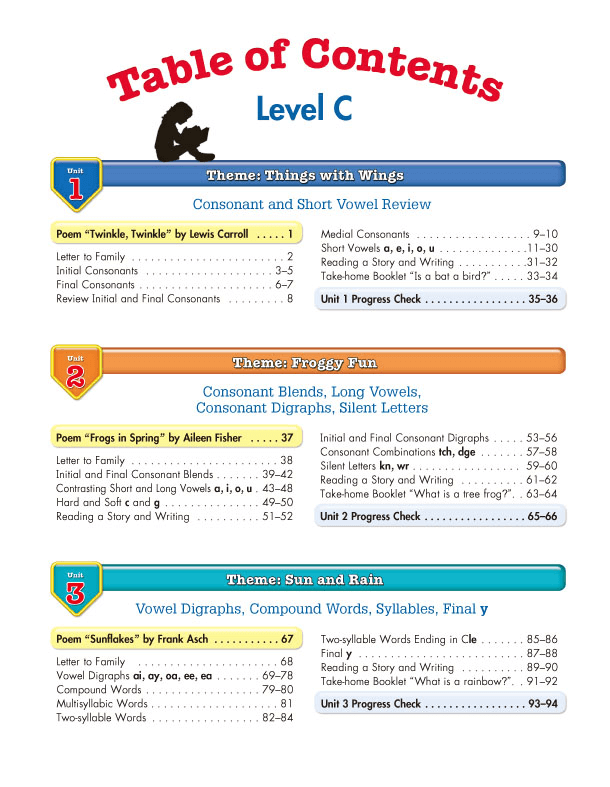 Table of Contents
Level C
Unit
1
Theme: Things with Wings
Consonant and Short Vowel Review
Poem “Twinkle, Twinkle” by Lewis Carroll ..... 1
Letter to Family ...................... 2
Initial Consonants .................. 3–5
Final Consonants .................... 6–7
Review Initial and Final Consonants ......... 8
Medial Consonants .................. 9–10
Short Vowels a, e, i, o, u ............. 11–30
Reading a Story and Writing ........... 31–32
Take-home Booklet “Is a bat a bird?” ..... 33–34
Unit 1 Progress Check ................. 35–36
Unit
2
Theme: Froggy Fun
Consonant Blends, Long Vowels,
Consonant Digraphs, Silent Letters
Poem “Frogs in Spring” by Aileen Fisher ..... 37
Letter to Family ...................... 38
Initial and Final Consonant Blends ....... 39–42
Contrasting Short and Long Vowels a, i, o, u . 43–48
Hard and Soft c and g ............... 49–50
Reading a Story and Writing .......... 51–52
Initial and Final Consonant Digraphs ..... 53–56
Consonant Combinations tch, dge ....... 57–58
Silent Letters kn, wr ................ 59–60
Reading a Story and Writing .......... 61–62
Take-home Booklet “What is a tree frog?”. . 63–64
Unit 2 Progress Check ................. 65–66
Unit
3
Theme: Sun and Rain
Vowel Digraphs, Compound Words, Syllables, Final y
Poem “Sunflakes” by Frank Asch ........... 67
Letter to Family ..................... 68
Vowel Digraphs ai, ay, oa, ee, ea ....... 69–78
Compound Words ................. 79–80
Multisyllabic Words ................... 81
Two-syllable Words ................ 82–84
Two-syllable Words Ending in Cle ....... 85–86
Final y ........................ 87–88
Reading a Story and Writing .......... 89–90
Take-home Booklet “What is a rainbow?”. . 91–92
Unit 3 Progress Check ................. 93–94